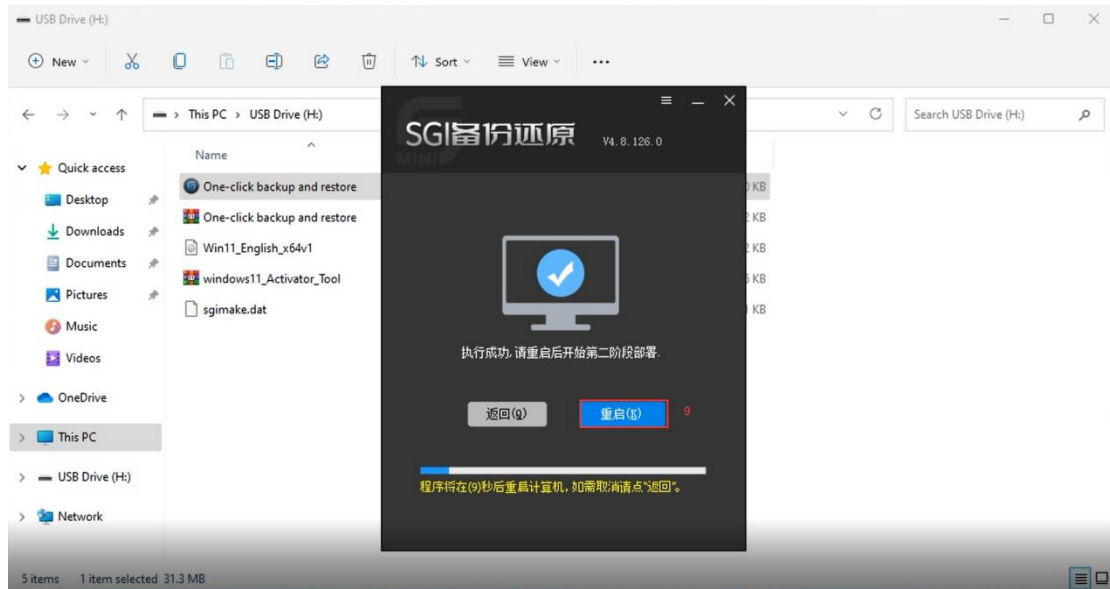 USB Drive (H:)
New
Sort
View
This PC > USB Drive (H:)
Search USB Drive (H:)
Quick access
Desktop
Downloads
Documents
Pictures
Music
Videos
OneDrive
This PC
USB Drive (H:)
Network
Name
One-click backup and restore
One-click backup and restore
Win11_English_x64v1
windows11_Activator_Tool
sgimake.dat
KB
KB
KB
KB
KB
SGI备份还原 V4.8.126.0
MINI
执行成功, 请重启后开始第二阶段部署.
返回(Q)
重启(K)
9
程序将在(9)秒后重启计算机, 如需取消请点"返回"。
5 items 1 item selected 31.3 MB